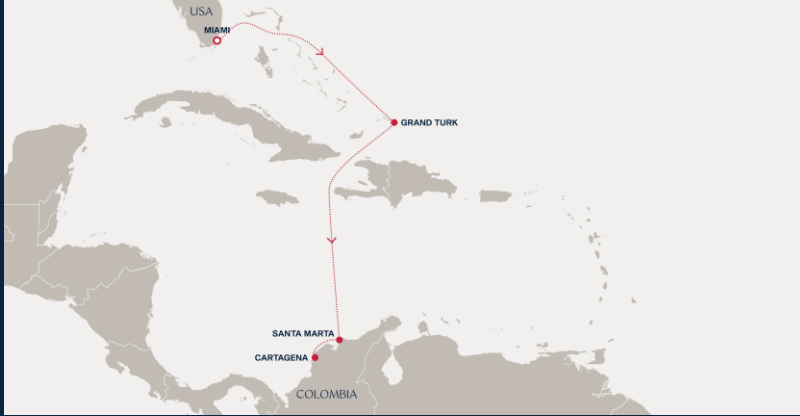 USA
MIAMI
GRAND TURK
SANTA MARTA
CARTAGENA
COLOMBIA